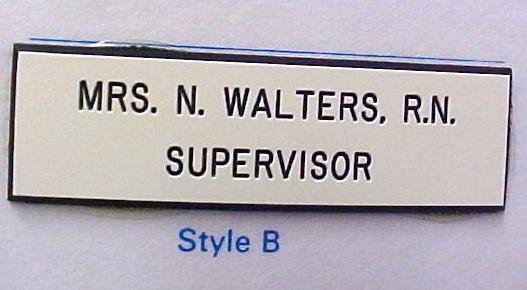 MRS. N. WALTERS, R.N.
SUPERVISOR
Style B